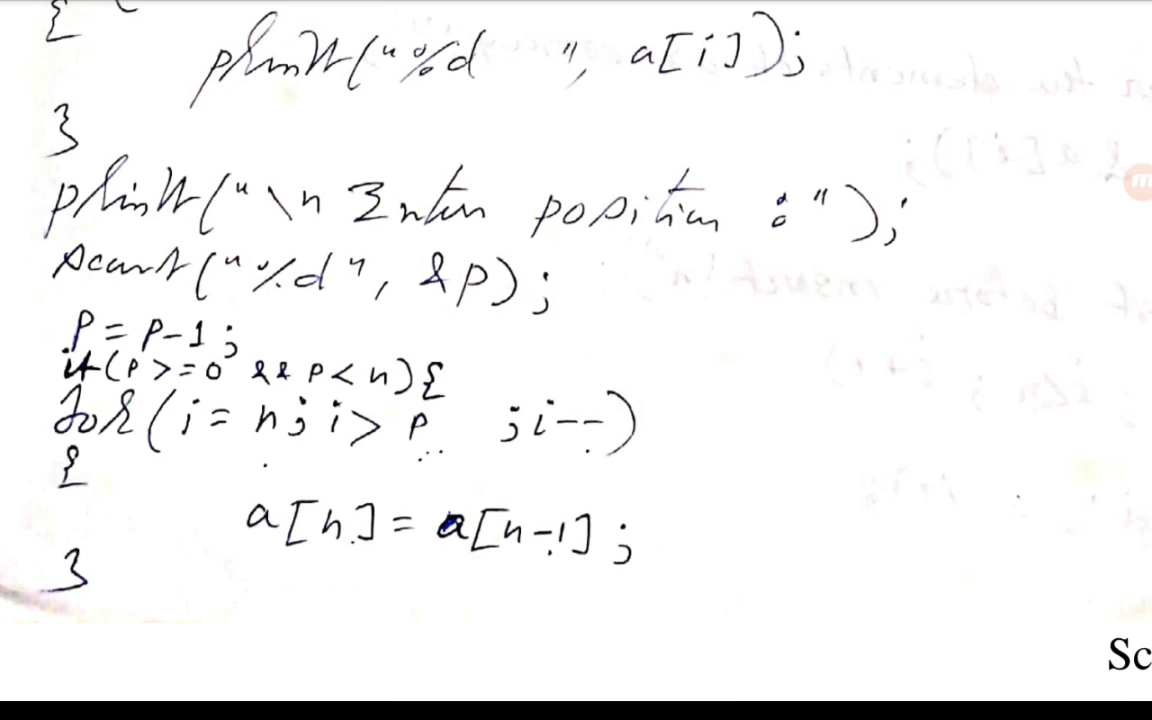 {
printf("%d ", a[i]);
}
printf("\n Enter position :");
scanf("%d", &p);
p = p-1;
if(p >= 0 && p < n){
for(i = n; i > p ; i--)
{
a[n] = a[n-1];
}
Sc